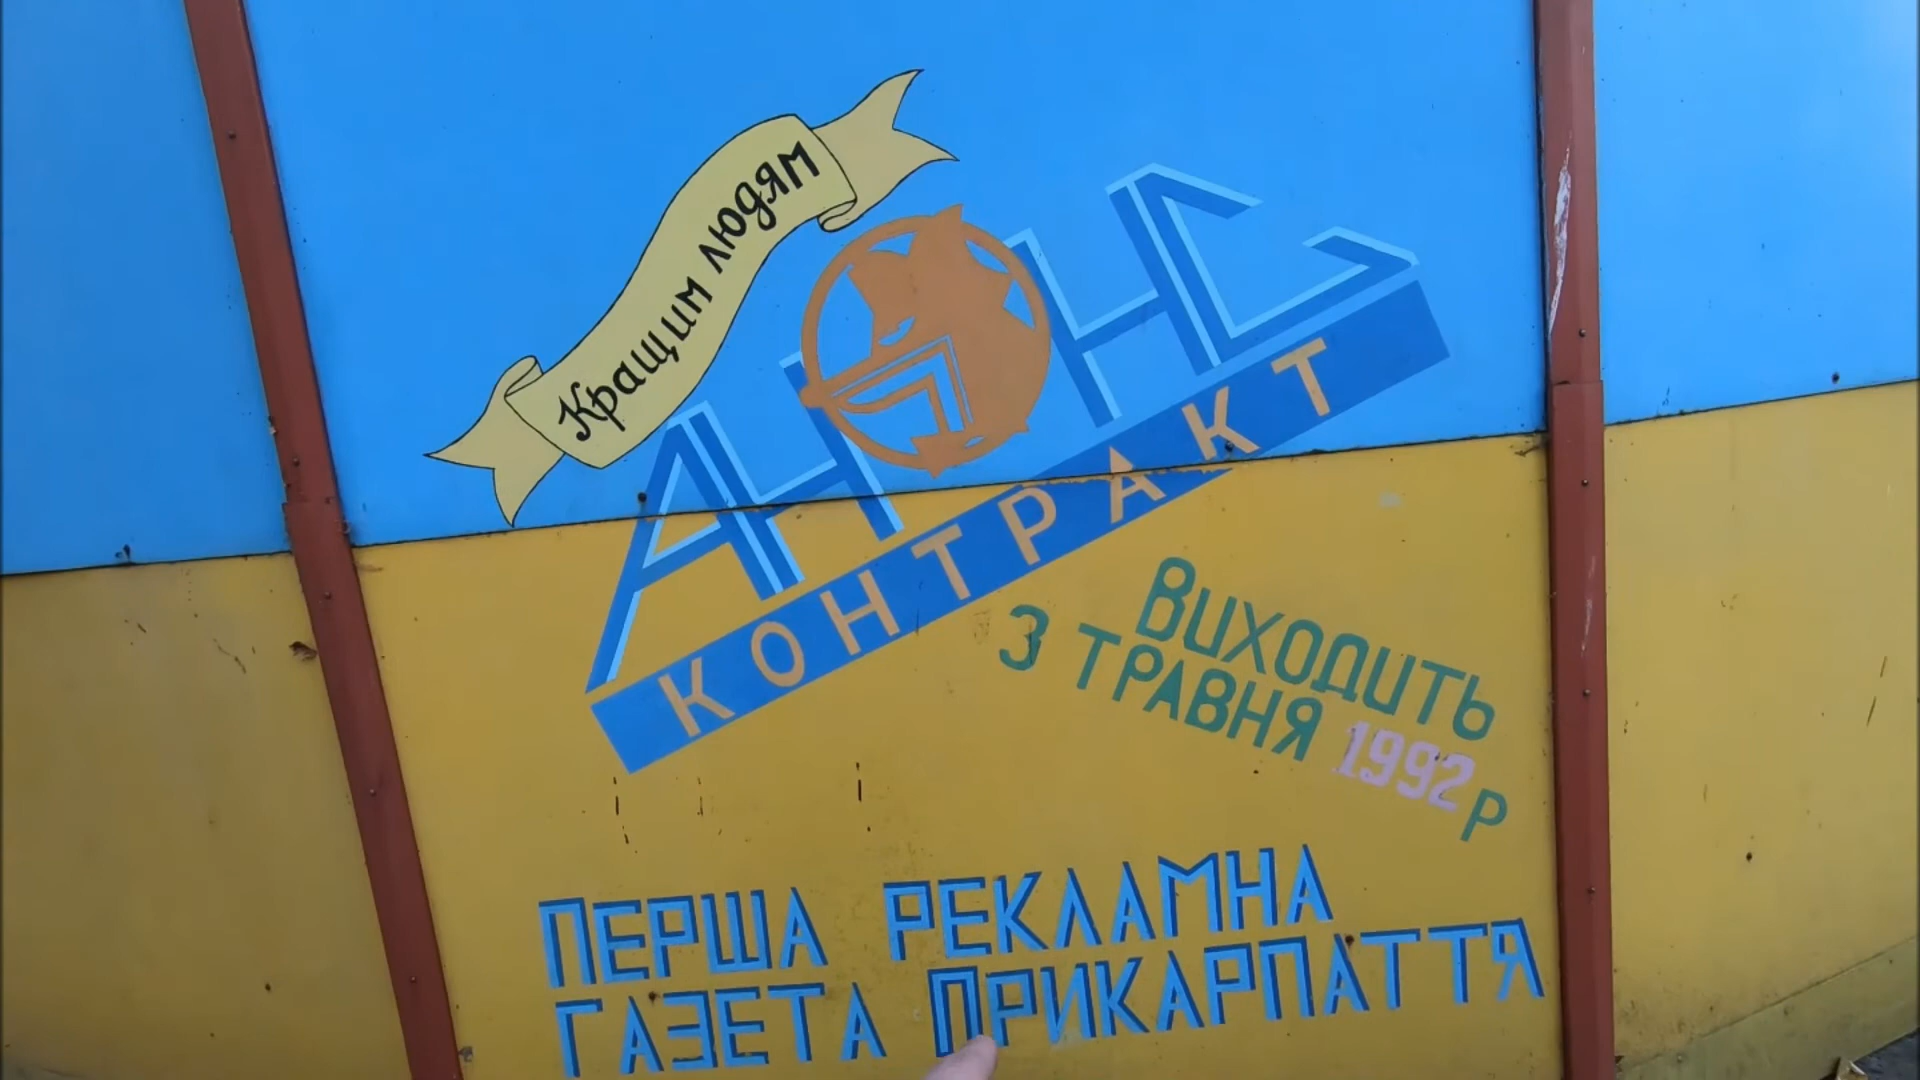 Кращим людям
АНОНС
КОНТРАКТ
ВИХОДИТЬ
З ТРАВНЯ 1992 р
ПЕРША РЕКЛАМНА
ГАЗЕТА ПРИКАРПАТТЯ